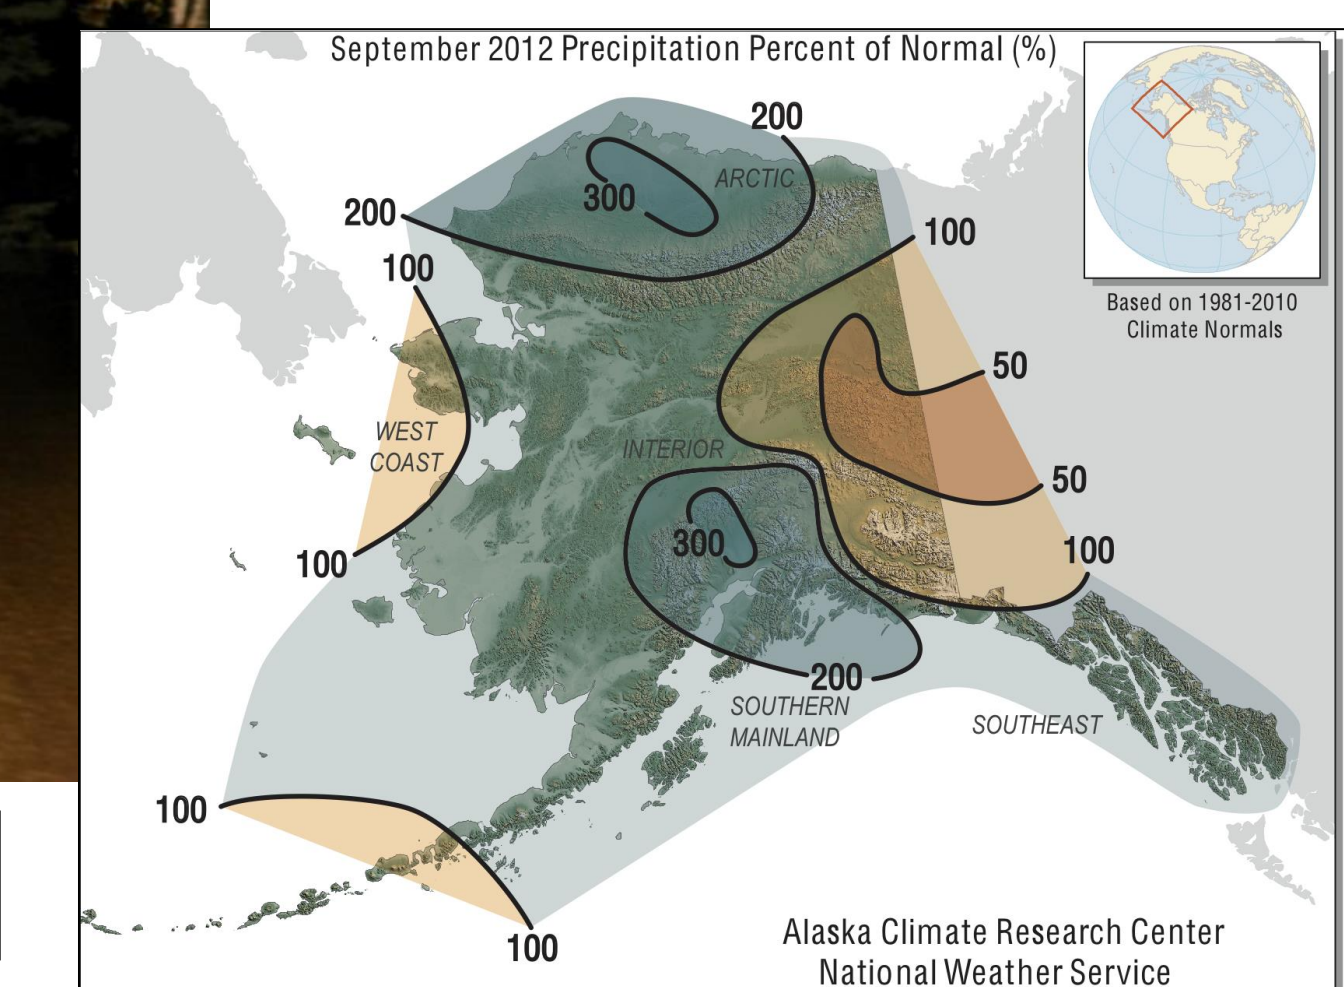 September 2012 Precipitation Percent of Normal (%)
200
ARCTIC
300
200
100
100
Based on 1981-2010
Climate Normals
50
WEST
COAST
INTERIOR
50
300
100
100
200
SOUTHERN
MAINLAND
SOUTHEAST
100
100
Alaska Climate Research Center
National Weather Service